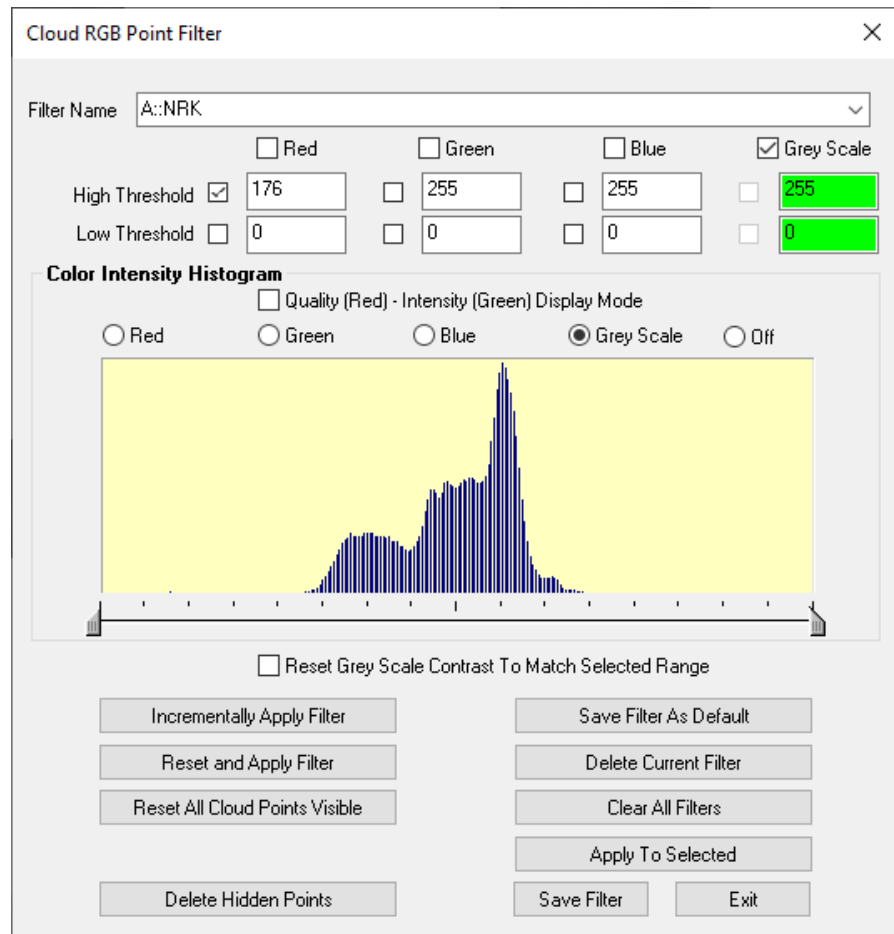 Cloud RGB Point Filter
Filter Name A::NRK
Red Green Blue Grey Scale
High Threshold 176 255 255 255
Low Threshold 0 0 0 0
Color Intensity Histogram
Quality (Red) - Intensity (Green) Display Mode
Red Green Blue Grey Scale Off
Reset Grey Scale Contrast To Match Selected Range
Incrementally Apply Filter Save Filter As Default
Reset and Apply Filter Delete Current Filter
Reset All Cloud Points Visible Clear All Filters
Apply To Selected
Delete Hidden Points Save Filter Exit